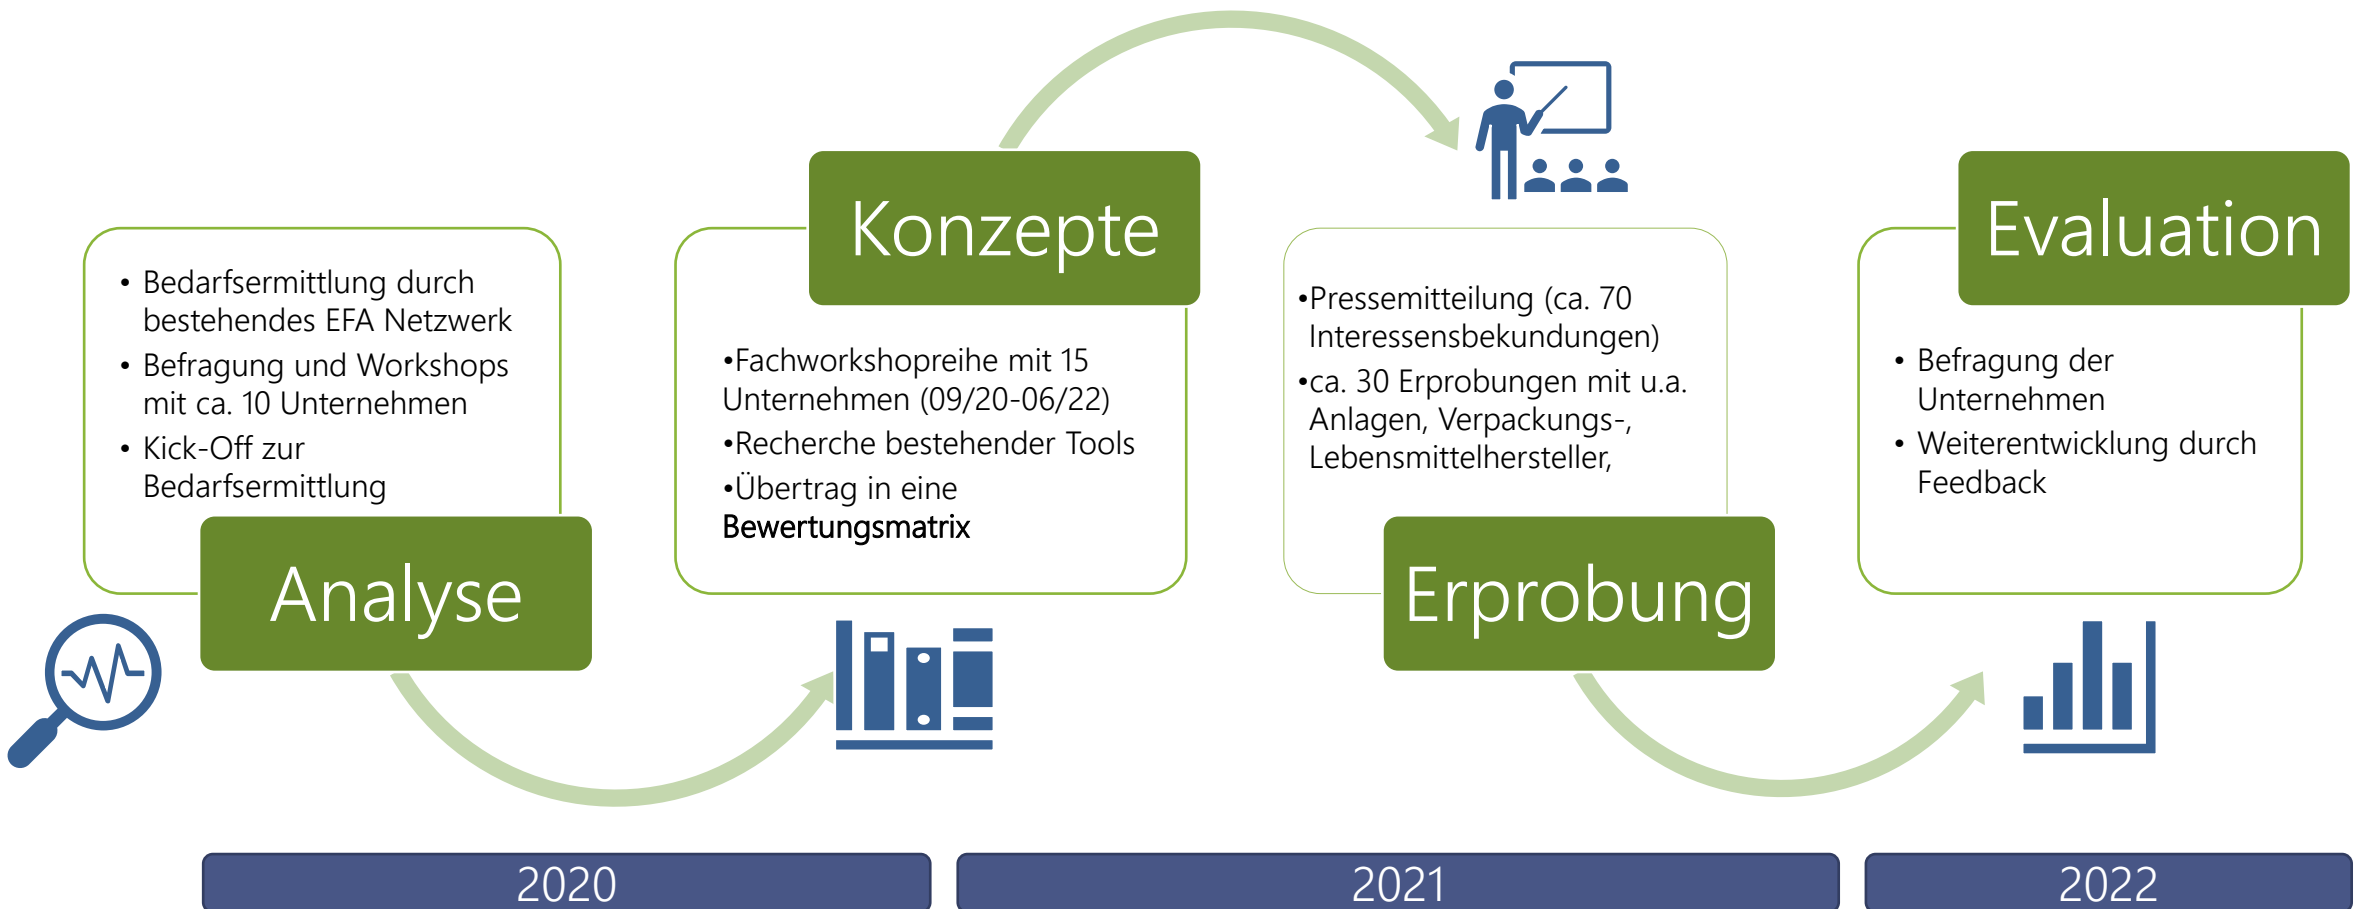 • Bedarfsermittlung durch
bestehendes EFA Netzwerk
• Befragung und Workshops
mit ca. 10 Unternehmen
• Kick-Off zur
Bedarfsermittlung
Analyse
Konzepte
•Fachworkshopreihe mit 15
Unternehmen (09/20-06/22)
•Recherche bestehender Tools
•Übertrag in eine
Bewertungsmatrix
•Pressemitteilung (ca. 70
Interessensbekundungen)
•ca. 30 Erprobungen mit u.a.
Anlagen, Verpackungs-,
Lebensmittelhersteller,
Erprobung
Evaluation
• Befragung der
Unternehmen
• Weiterentwicklung durch
Feedback
2020
2021
2022